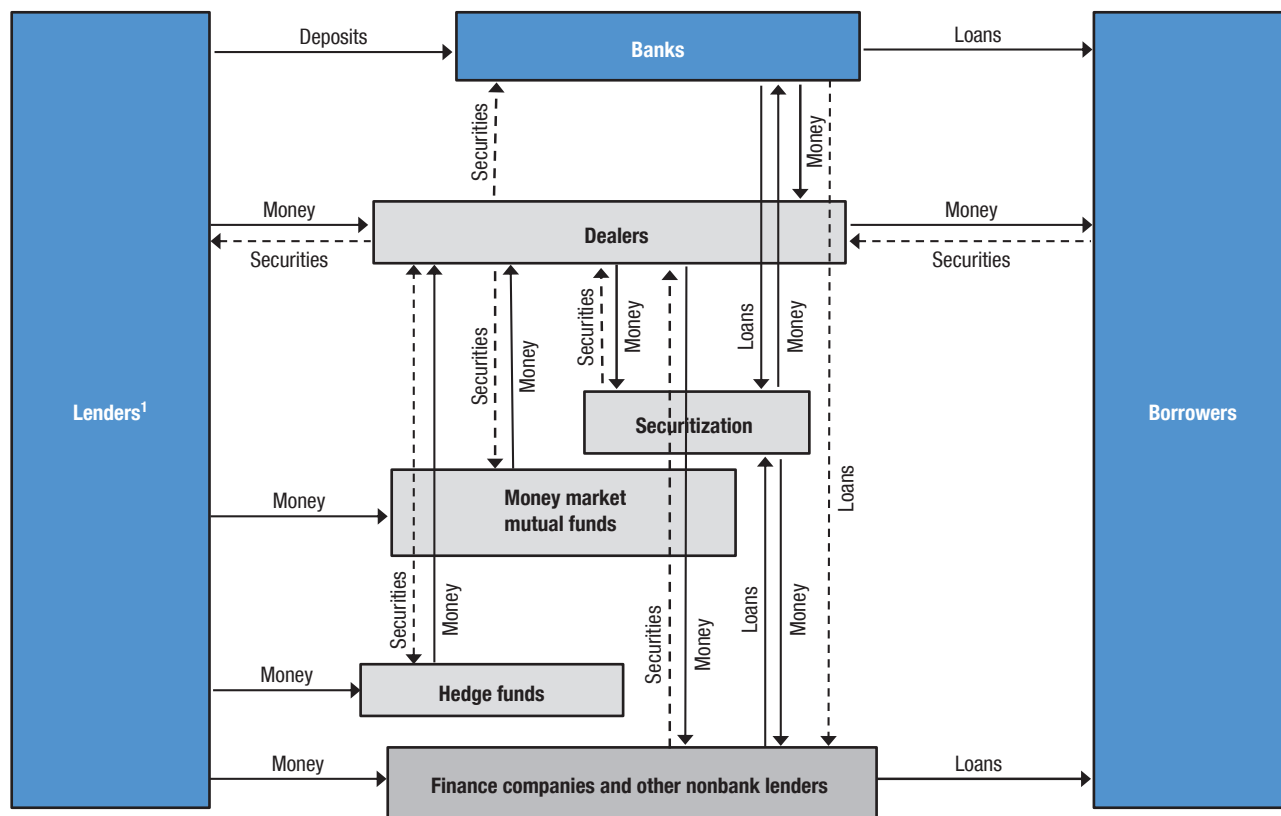 Deposits
Banks
Loans
Securities
Money
Money
Dealers
Money
Securities
Securities
Securities
Money
Securities
Money
Loans
Money
Lenders1
Securitization
Borrowers
Money market
mutual funds
Money
Loans
Securities
Money
Securities
Money
Loans
Money
Money
Hedge funds
Money
Finance companies and other nonbank lenders
Loans